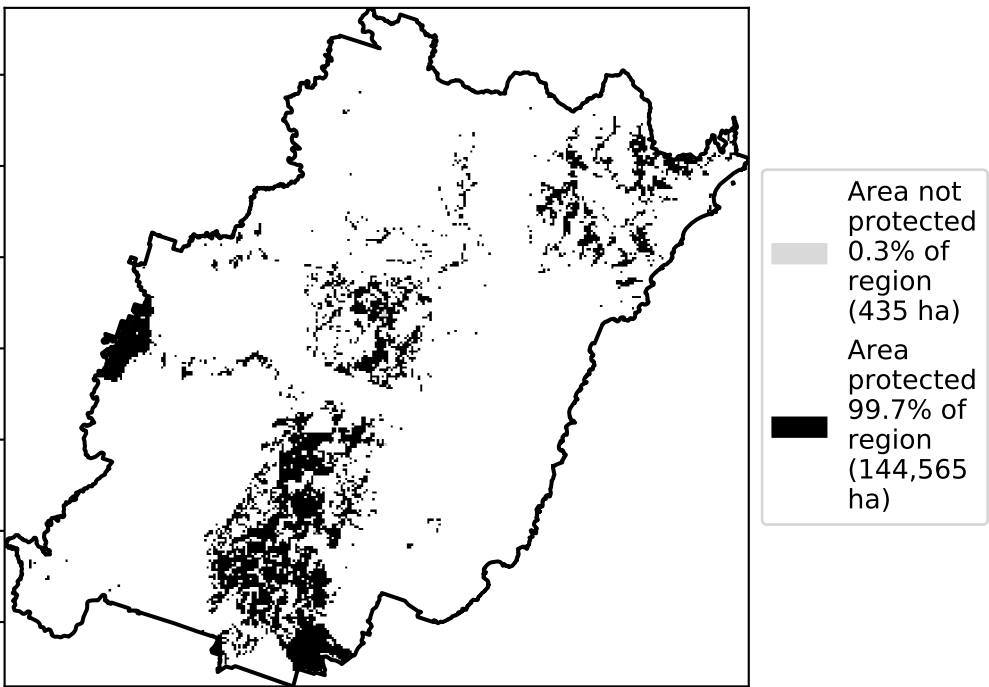 Area not
protected
0.3% of
region
(435 ha)
Area
protected
99.7% of
region
(144,565
ha)